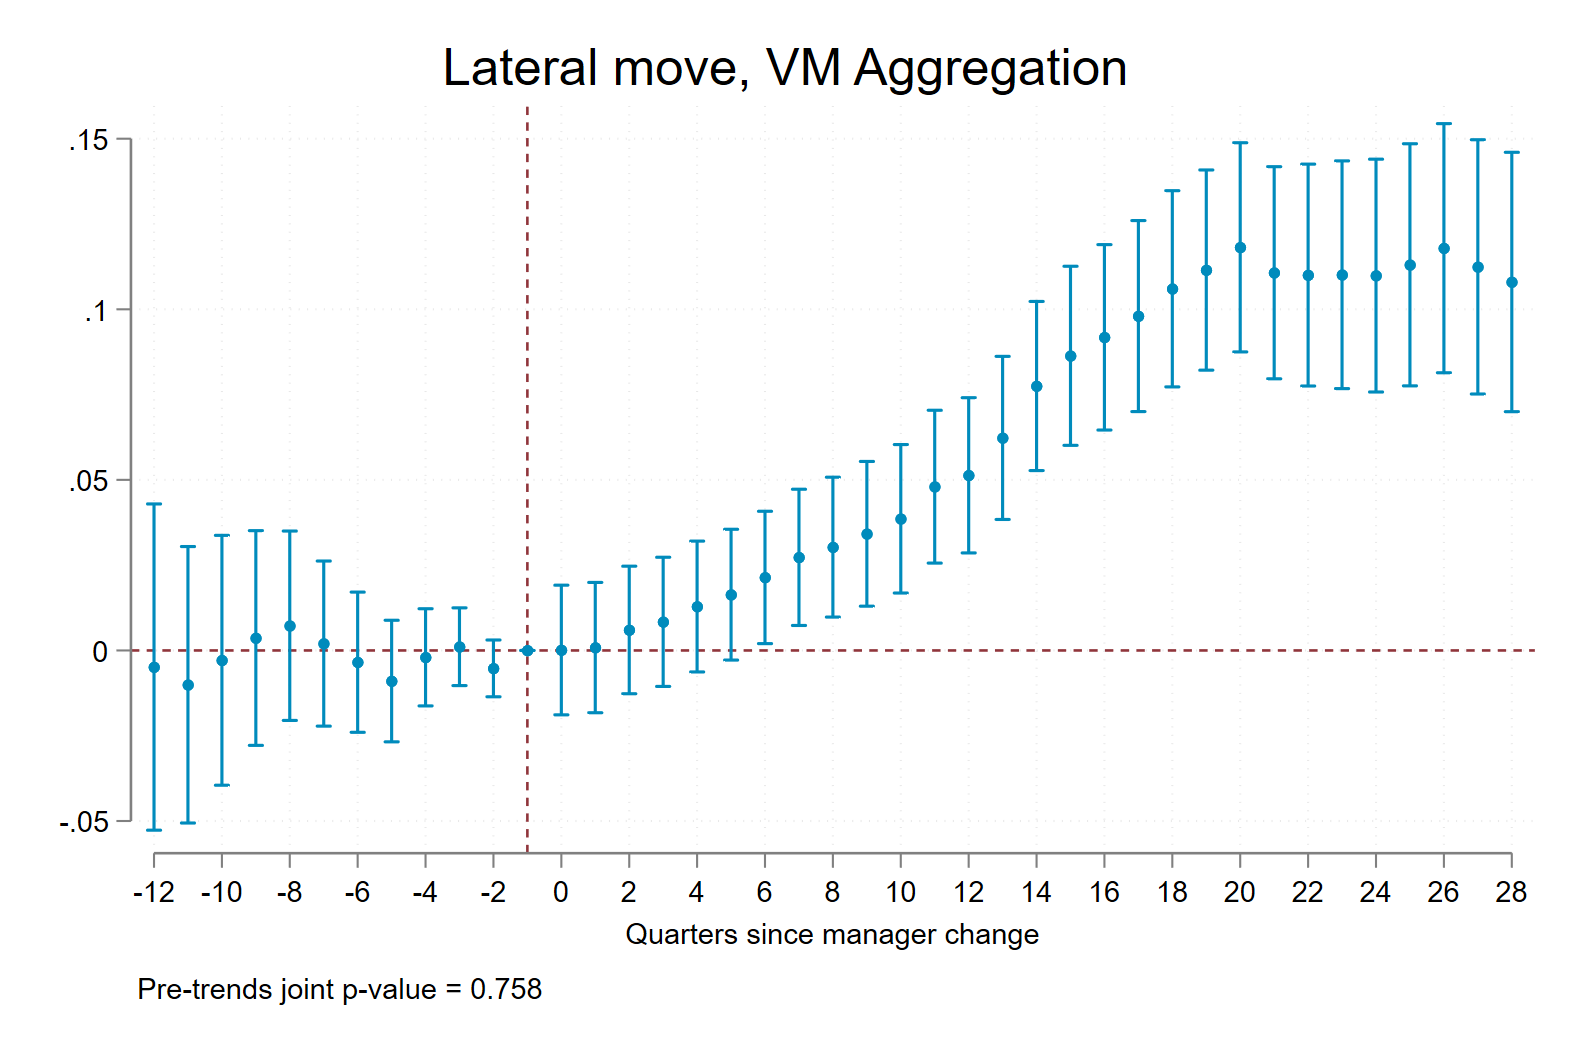 Lateral move, VM Aggregation
.15
.1
.05
0
-.05
-12 -10 -8 -6 -4 -2 0 2 4 6 8 10 12 14 16 18 20 22 24 26 28
Quarters since manager change
Pre-trends joint p-value = 0.758